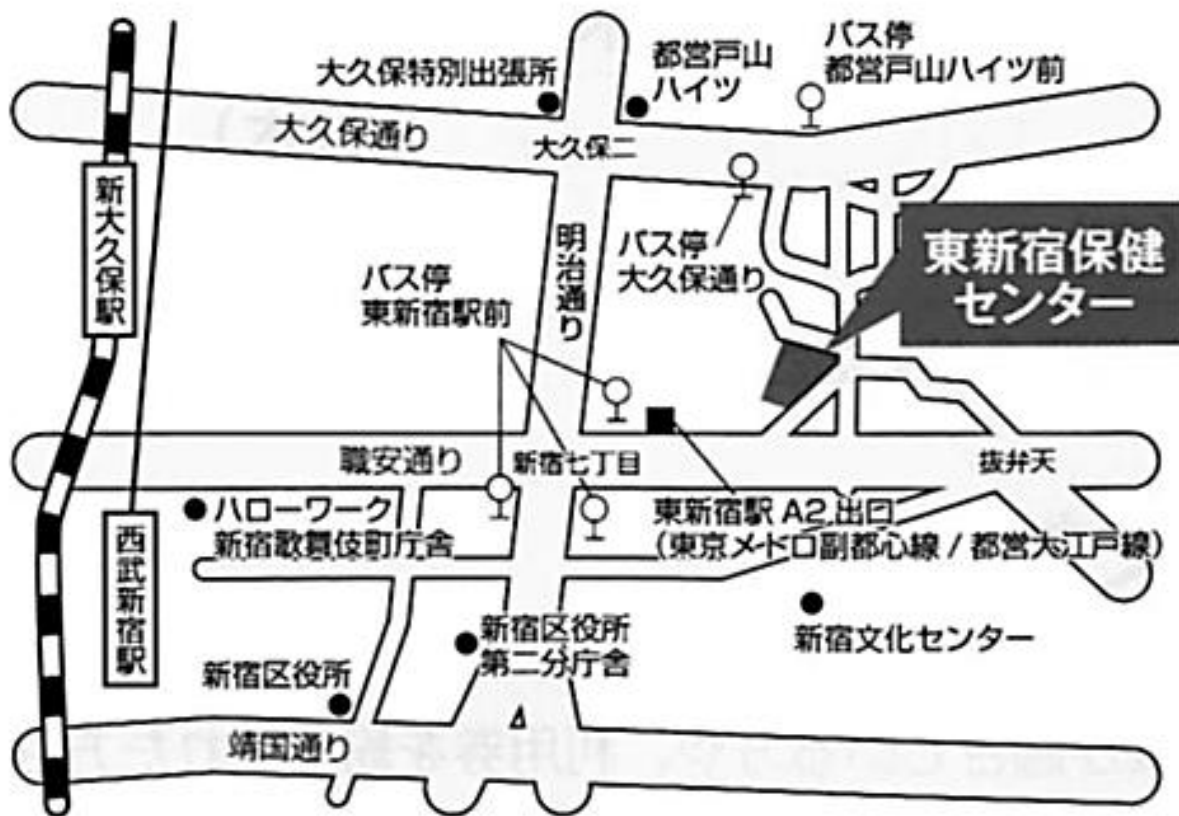 バス停
都営戸山ハイツ前
都営戸山
ハイツ
大久保特別出張所
大久保通り
大久保二
新大久保駅
明治通り
バス停
大久保通り
東新宿保健
センター
バス停
東新宿駅前
職安通り
新宿七丁目
抜弁天
ハローワーク
新宿歌舞伎町庁舎
東新宿駅 A2 出口
(東京メトロ副都心線 / 都営大江戸線)
西武新宿駅
新宿区役所
第二分庁舎
新宿文化センター
新宿区役所
靖国通り